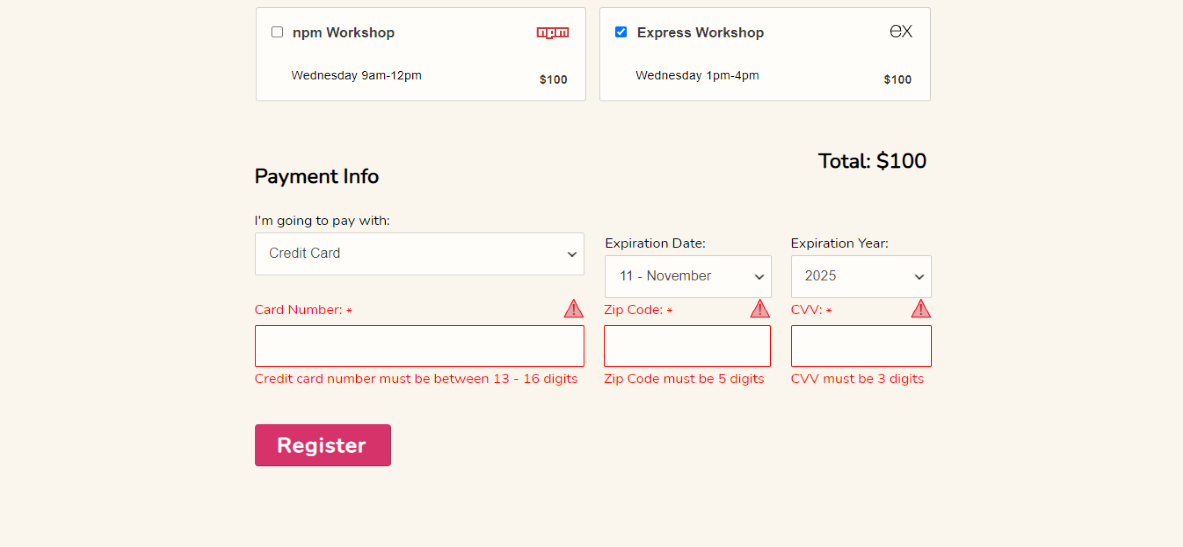 npm Workshop
npm
Wednesday 9am-12pm
$100
Express Workshop
ex
Wednesday 1pm-4pm
$100
Total: $100
Payment Info
I'm going to pay with:
Credit Card
Expiration Date:
11 - November
Expiration Year:
2025
Card Number: *
Credit card number must be between 13 - 16 digits
Zip Code: *
Zip Code must be 5 digits
CVV: *
CVV must be 3 digits
Register